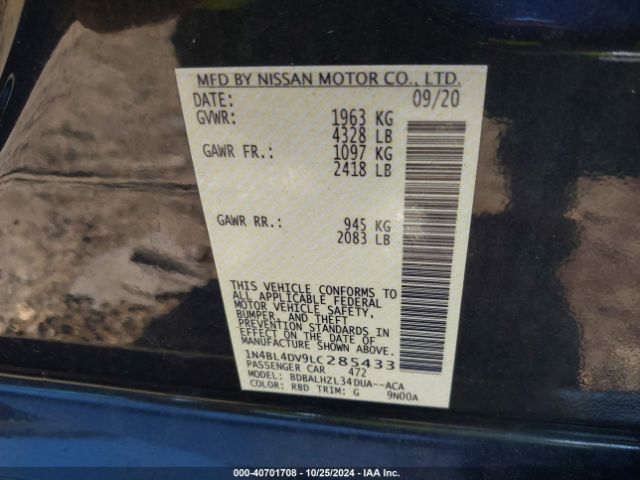 MFD BY NISSAN MOTOR CO., LTD.
DATE: 09/20
GVWR: 1963 KG
4328 LB
GAWR FR.: 1097 KG
2418 LB
GAWR RR.: 945 KG
2083 LB
THIS VEHICLE CONFORMS TO
ALL APPLICABLE FEDERAL
MOTOR VEHICLE SAFETY,
BUMPER, AND THEFT
PREVENTION STANDARDS
IN EFFECT ON THE DATE OF
MANUFACTURE SHOWN ABOVE.
1N4BL4DV9LC285433
PASSENGER CAR 472
MODEL: BDBALHZL34DUA--ACA
COLOR: RBD TRIM: G 9N00A
000-40701708 - 10/25/2024 - IAA Inc.